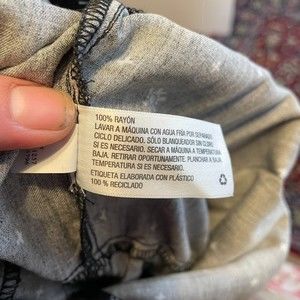 100% RAYÓN
LAVAR A MÁQUINA CON AGUA FRÍA POR SEPARADO.
CICLO DELICADO. SÓLO BLANQUEADOR SIN CLORO
SI ES NECESARIO. SECAR A MÁQUINA A TEMPERATURA
BAJA. RETIRAR OPORTUNAMENTE. PLANCHAR A BAJA
TEMPERATURA SI ES NECESARIO.
ETIQUETA ELABORADA CON PLÁSTICO
100 % RECICLADO